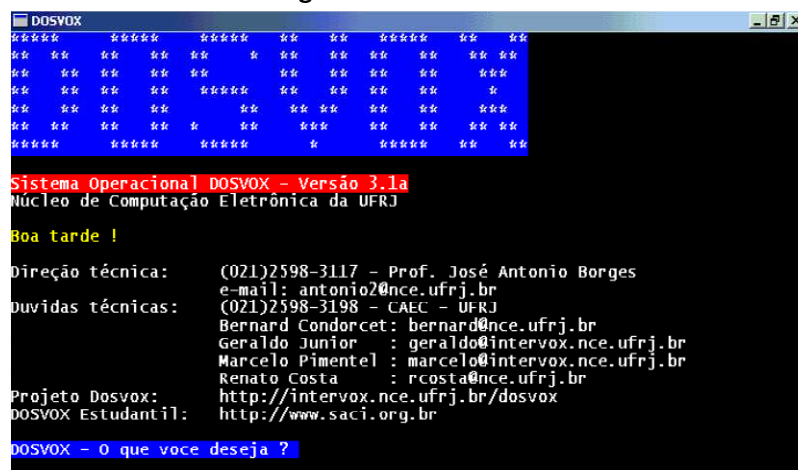 DOSVOX
DOSVOX
Sistema Operacional DOSVOX - Versão 3.1a
Núcleo de Computação Eletrônica da UFRJ
Boa tarde !
Direção técnica: (021)2598-3117 - Prof. José Antonio Borges
e-mail: antonio2@nce.ufrj.br
Duvidas técnicas: (021)2598-3198 - CAEC - UFRJ
Bernard Condorcet: bernard@nce.ufrj.br
Geraldo Junior : geraldo@intervox.nce.ufrj.br
Marcelo Pimentel : marcelo@intervox.nce.ufrj.br
Renato Costa : rcosta@nce.ufrj.br
Projeto Dosvox: http://intervox.nce.ufrj.br/dosvox
DOSVOX Estudantil: http://www.saci.org.br
DOSVOX - O que voce deseja ?